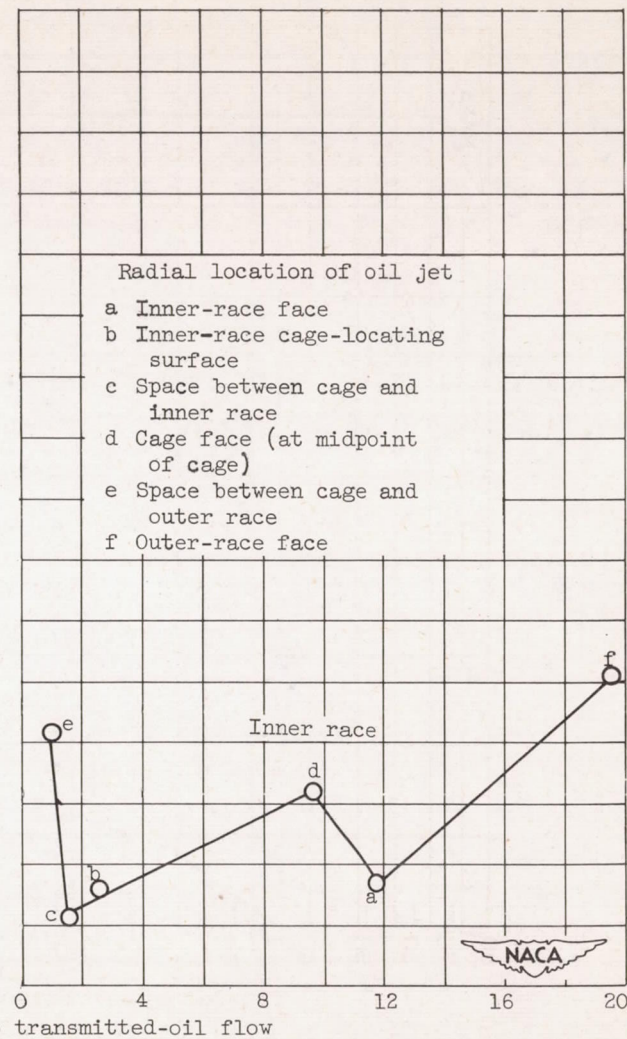 Radial location of oil jet
a Inner-race face
b Inner-race cage-locating
surface
c Space between cage and
inner race
d Cage face (at midpoint
of cage)
e Space between cage and
outer race
f Outer-race face
f
e
Inner race
d
b
a
c
NACA
0 4 8 12 16 20
transmitted-oil flow